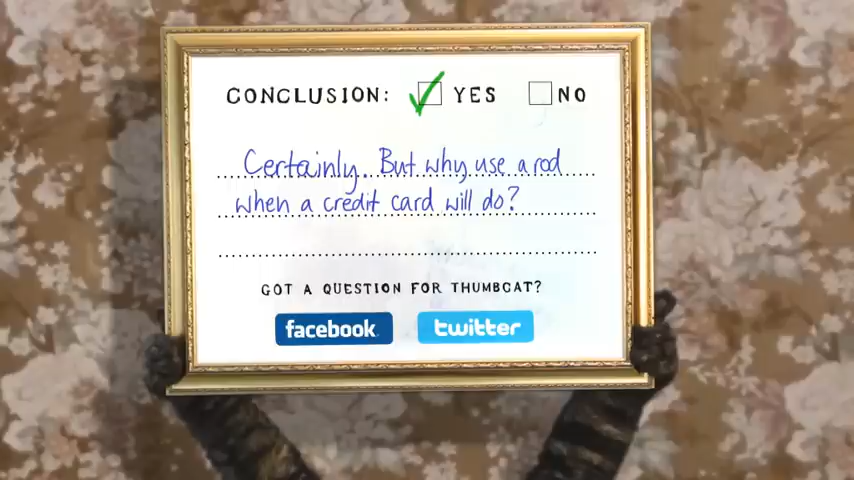 CONCLUSION: YES NO
Certainly. But why use a rod
when a credit card will do?
GOT A QUESTION FOR THUMBCAT?
facebook twitter